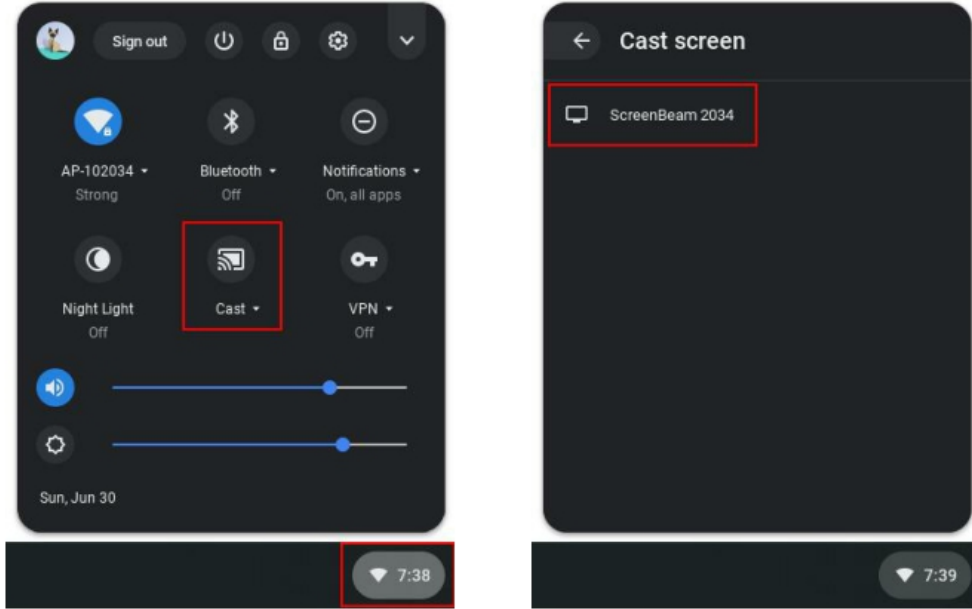 Sign out
AP-102034
Strong
Bluetooth
Off
Notifications
On, all apps
Night Light
Off
Cast
VPN
Off
Sun, Jun 30
7:38
Cast screen
ScreenBeam 2034
7:39